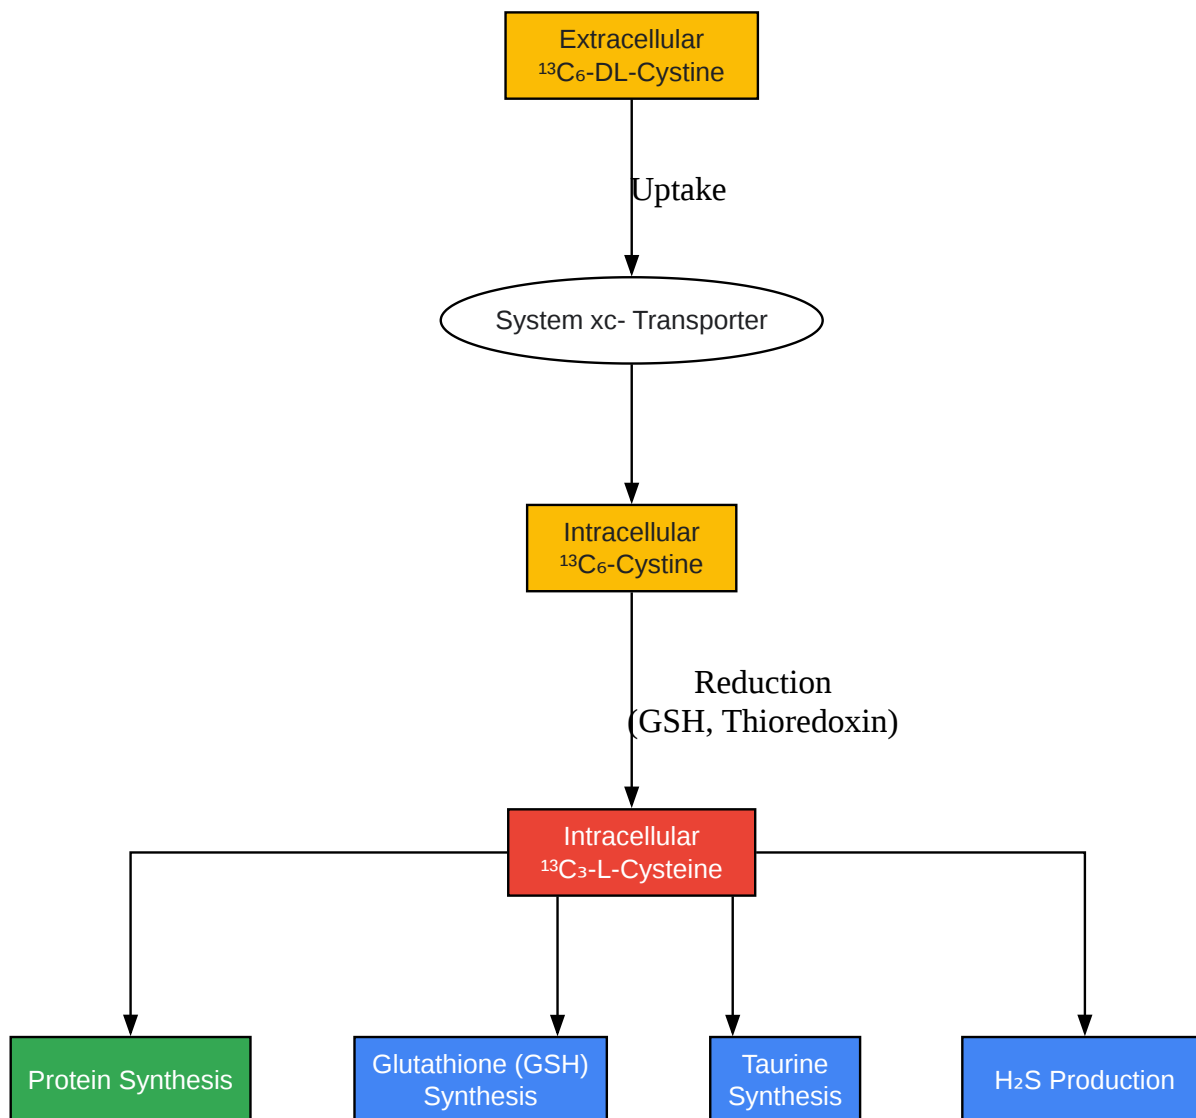 Extracellular
¹³C₆-DL-Cystine
Uptake
System xc- Transporter
Intracellular
¹³C₆-Cystine
Reduction
(GSH, Thioredoxin)
Intracellular
¹³C₃-L-Cysteine
Protein Synthesis
Glutathione (GSH)
Synthesis
Taurine
Synthesis
H₂S Production